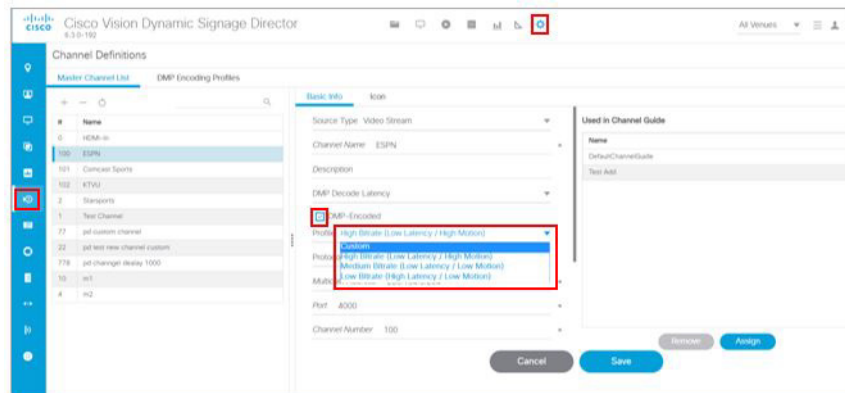 cisco Cisco Vision Dynamic Signage Director
6.3.0-192
All Venues
Channel Definitions
Master Channel List DMP Encoding Profiles
# Name
0 HDMI-in
100 ESPN
101 Comcast Sports
102 KTVU
2 Starsports
1 Test Channel
77 pd custom channel
22 pd test new channel custom
778 pd channgel dealay 1000
10 m1
4 m2
Basic Info Icon
Source Type Video Stream
Channel Name ESPN
Description
DMP Decode Latency
DMP-Encoded
Profile High Bitrate (Low Latency / High Motion)
Custom
High Bitrate (Low Latency / High Motion)
Medium Bitrate (Low Latency / Low Motion)
Low Bitrate (High Latency / Low Motion)
Port 4000
Channel Number 100
Cancel Save
Used in Channel Guide
Name
DefaultChannelGuide
Test Add
Remove Assign